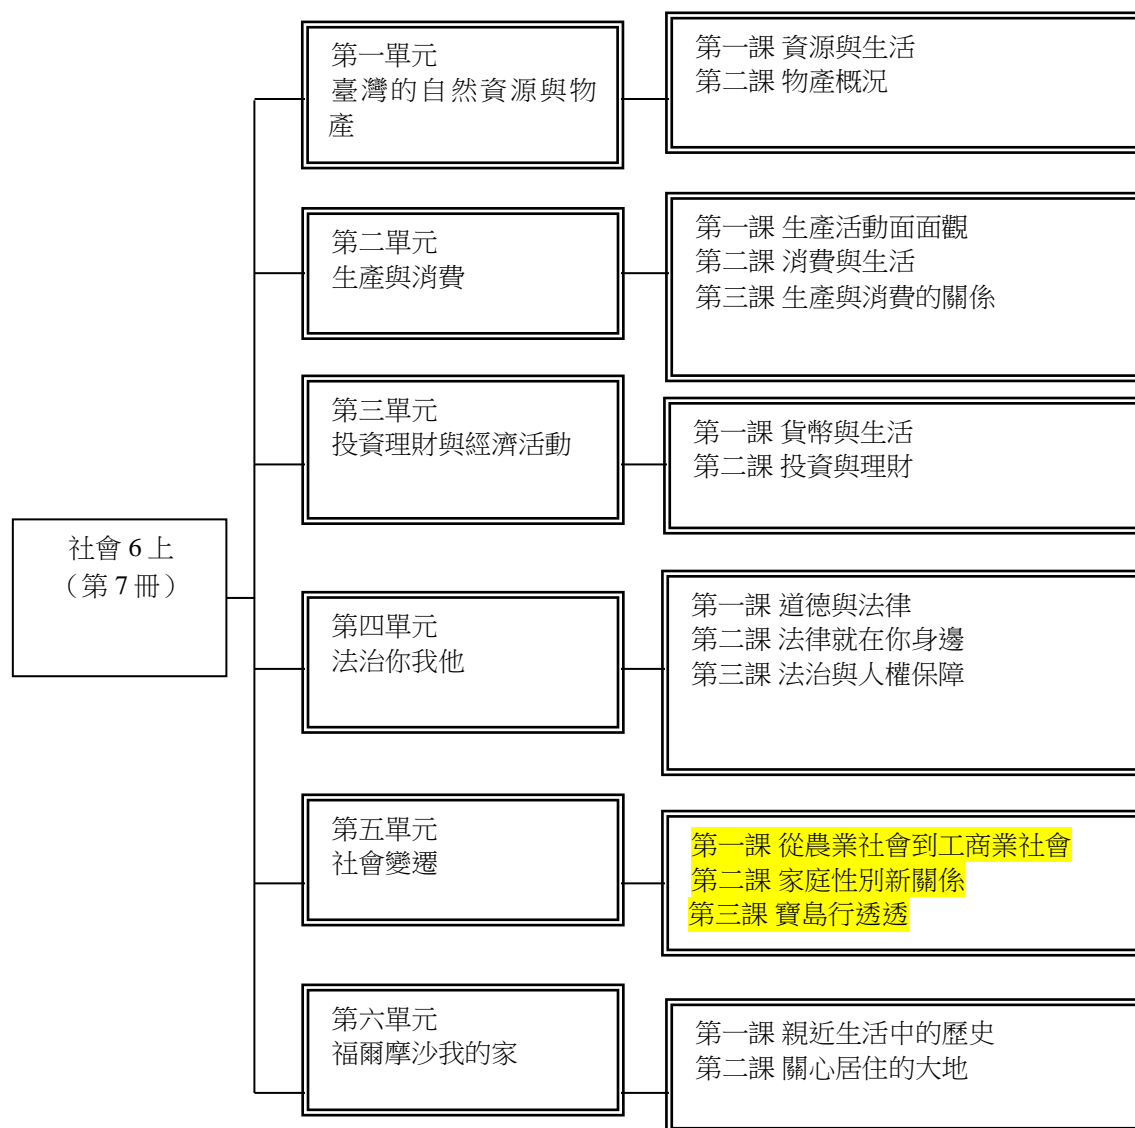 社會 6 上
（第 7 冊）
第一單元
臺灣的自然資源與物
產
第一課 資源與生活
第二課 物產概況
第二單元
生產與消費
第一課 生產活動面面觀
第二課 消費與生活
第三課 生產與消費的關係
第三單元
投資理財與經濟活動
第一課 貨幣與生活
第二課 投資與理財
第四單元
法治你我他
第一課 道德與法律
第二課 法律就在你身邊
第三課 法治與人權保障
第五單元
社會變遷
第一課 從農業社會到工商業社會
第二課 家庭性別新關係
第三課 寶島行透透
第六單元
福爾摩沙我的家
第一課 親近生活中的歷史
第二課 關心居住的大地